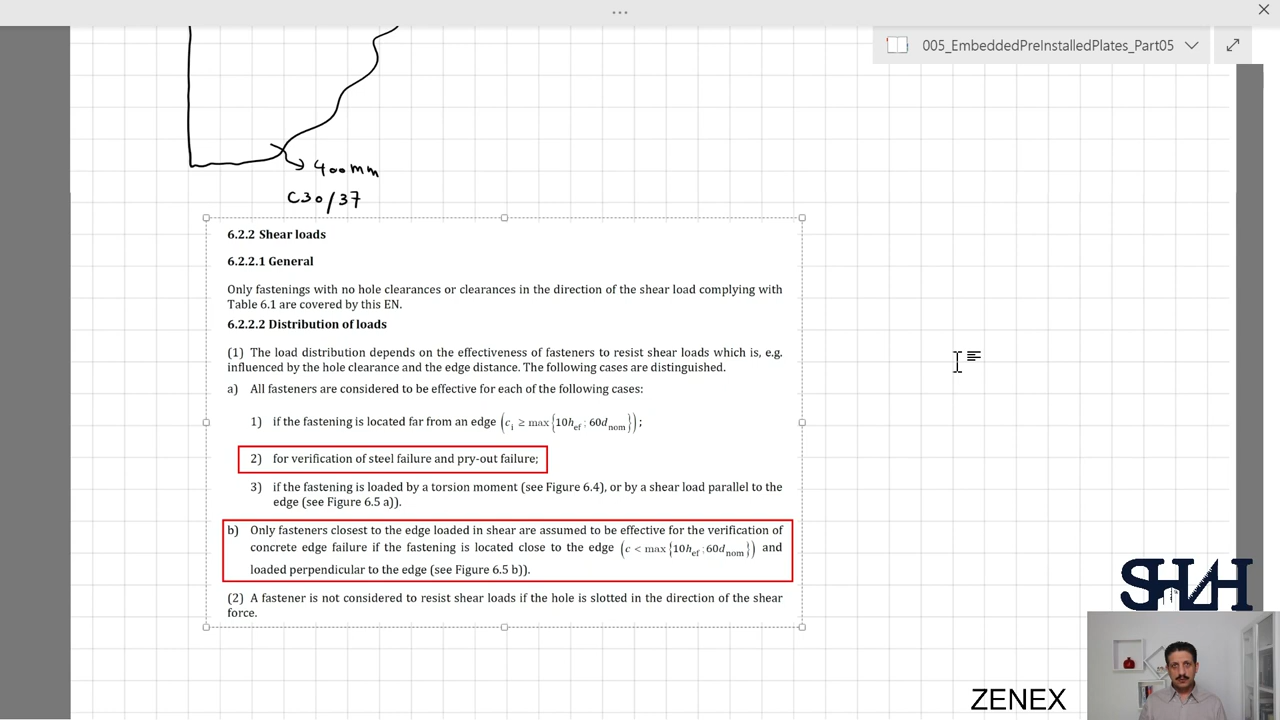 005_EmbeddedPreInstalledPlates_Part05
400mm
C30/37
6.2.2 Shear loads
6.2.2.1 General
Only fastenings with no hole clearances or clearances in the direction of the shear load complying with
Table 6.1 are covered by this EN.
6.2.2.2 Distribution of loads
(1) The load distribution depends on the effectiveness of fasteners to resist shear loads which is, e.g.
influenced by the hole clearance and the edge distance. The following cases are distinguished.
a) All fasteners are considered to be effective for each of the following cases:
1) if the fastening is located far from an edge (ci ≥ max{10hef ; 60dnom});
2) for verification of steel failure and pry-out failure;
3) if the fastening is loaded by a torsion moment (see Figure 6.4), or by a shear load parallel to the
edge (see Figure 6.5 a)).
b) Only fasteners closest to the edge loaded in shear are assumed to be effective for the verification of
concrete edge failure if the fastening is located close to the edge (c < max{10hef ; 60dnom}) and
loaded perpendicular to the edge (see Figure 6.5 b)).
(2) A fastener is not considered to resist shear loads if the hole is slotted in the direction of the shear
force.
SHZH
ZENEX